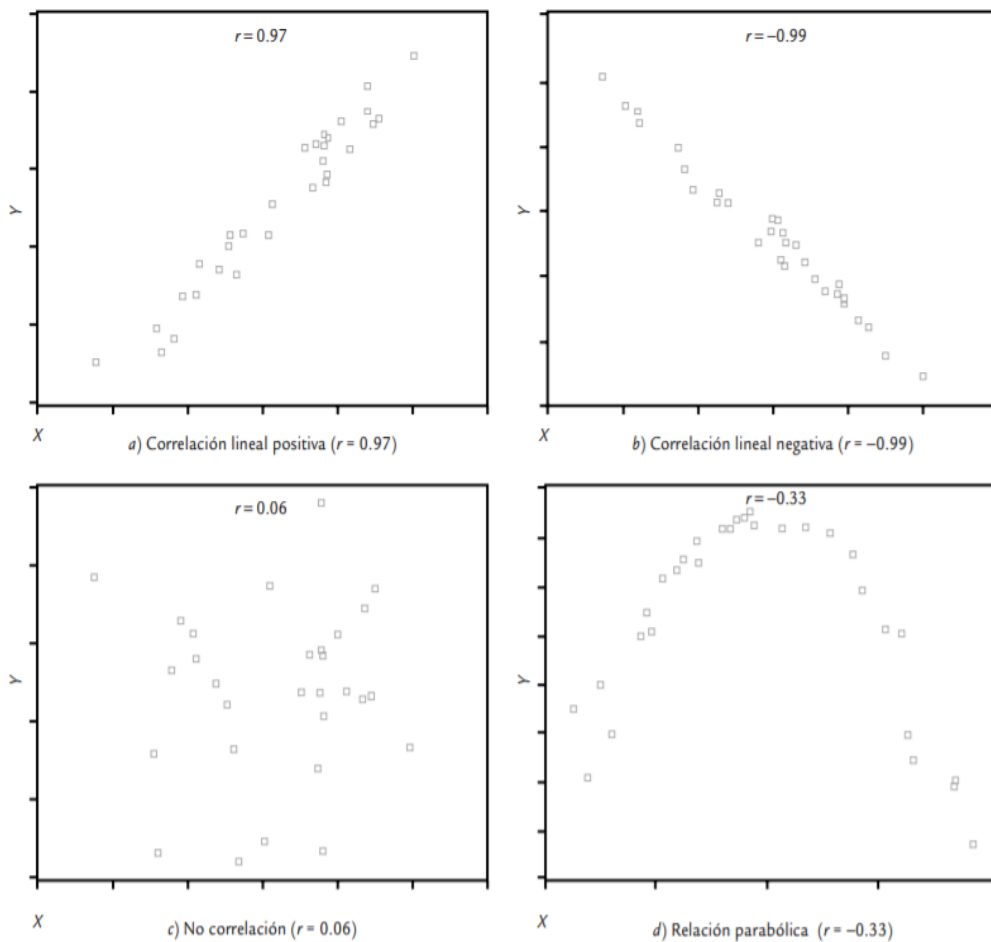 r = 0.97
Y
X
a) Correlación lineal positiva (r = 0.97)
r = –0.99
Y
X
b) Correlación lineal negativa (r = –0.99)
r = 0.06
Y
X
c) No correlación (r = 0.06)
r = –0.33
Y
X
d) Relación parabólica (r = –0.33)